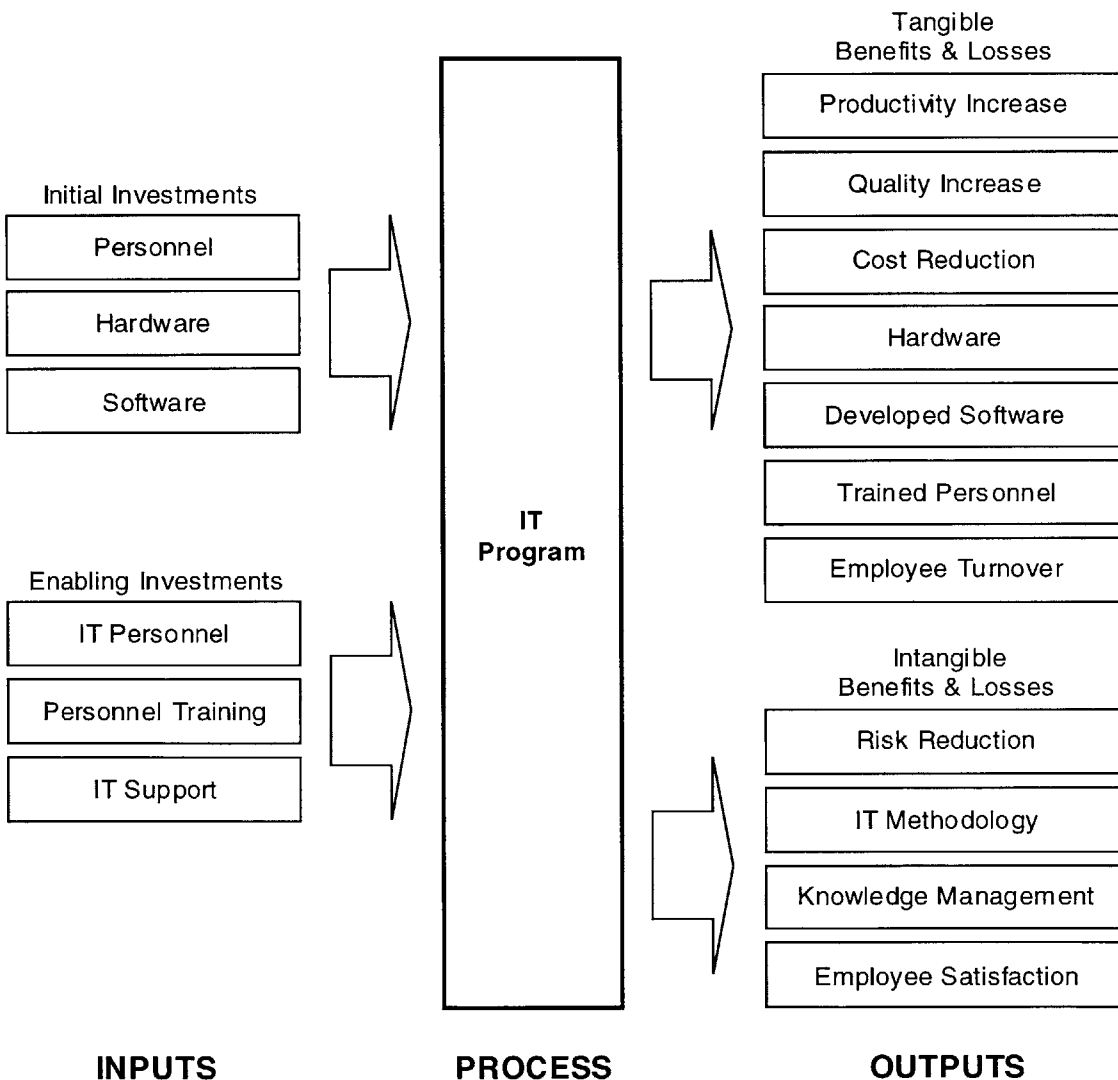 Initial Investments
Personnel
Hardware
Software
Enabling Investments
IT Personnel
Personnel Training
IT Support
INPUTS
IT
Program
PROCESS
Tangible
Benefits & Losses
Productivity Increase
Quality Increase
Cost Reduction
Hardware
Developed Software
Trained Personnel
Employee Turnover
Intangible
Benefits & Losses
Risk Reduction
IT Methodology
Knowledge Management
Employee Satisfaction
OUTPUTS